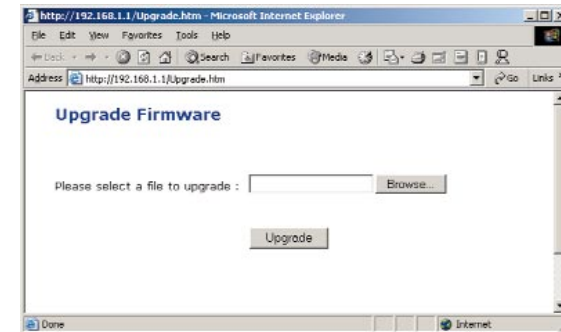 http://192.168.1.1/Upgrade.htm - Microsoft Internet Explorer
File Edit View Favorites Tools Help
Back Search Favorites Media
Address http://192.168.1.1/Upgrade.htm Go Links
Upgrade Firmware
Please select a file to upgrade : Browse...
Upgrade
Done Internet